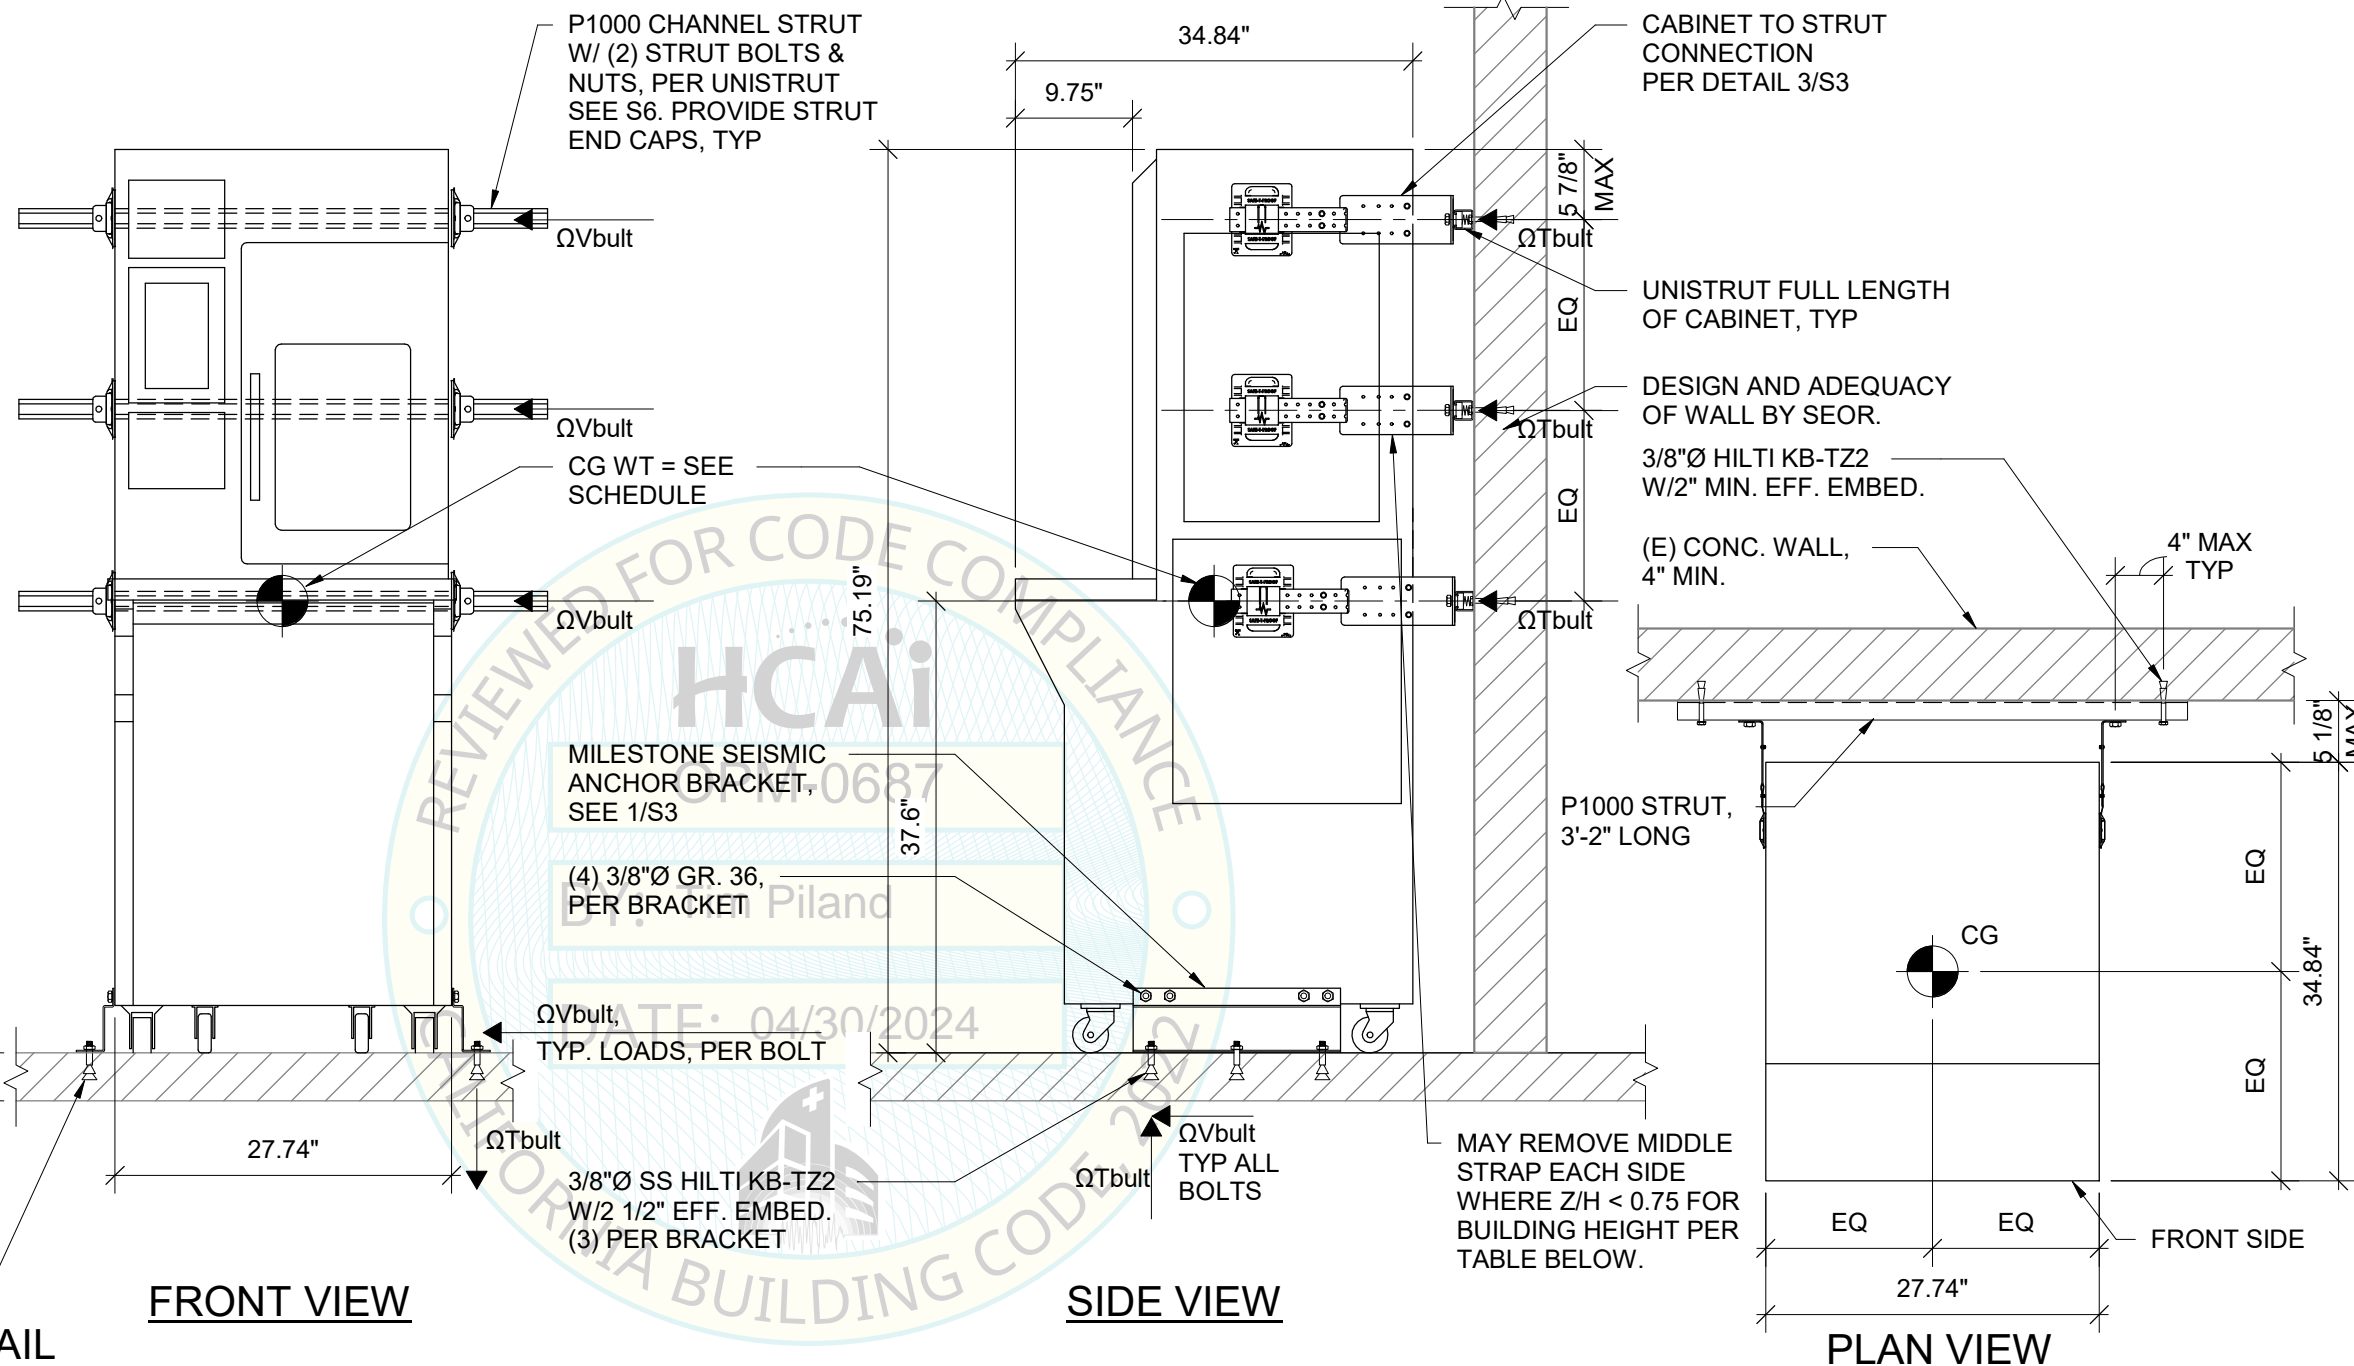 P1000 CHANNEL STRUT
W/ (2) STRUT BOLTS &
NUTS, PER UNISTRUT
SEE S6. PROVIDE STRUT
END CAPS, TYP
ΩVbult
ΩVbult
CG WT = SEE
SCHEDULE
ΩVbult
MILESTONE SEISMIC
ANCHOR BRACKET,
SEE 1/S3
(4) 3/8"Ø GR. 36,
PER BRACKET
ΩVbult,
TYP. LOADS, PER BOLT
ΩTbult
27.74"
3/8"Ø SS HILTI KB-TZ2
W/2 1/2" EFF. EMBED.
(3) PER BRACKET
FRONT VIEW
AIL
34.84"
9.75"
75.19"
37.6"
5 7/8"
MAX
EQ
EQ
ΩTbult
ΩTbult
ΩTbult
ΩVbult
TYP ALL
BOLTS
ΩTbult
SIDE VIEW
CABINET TO STRUT
CONNECTION
PER DETAIL 3/S3
UNISTRUT FULL LENGTH
OF CABINET, TYP
DESIGN AND ADEQUACY
OF WALL BY SEOR.
3/8"Ø HILTI KB-TZ2
W/2" MIN. EFF. EMBED.
(E) CONC. WALL,
4" MIN.
4" MAX
TYP
P1000 STRUT,
3'-2" LONG
5 1/8"
MAX
CG
EQ
EQ
34.84"
MAY REMOVE MIDDLE
STRAP EACH SIDE
WHERE Z/H < 0.75 FOR
BUILDING HEIGHT PER
TABLE BELOW.
EQ
EQ
FRONT SIDE
27.74"
PLAN VIEW
REVIEWED FOR CODE COMPLIANCE
HCAi
OPM-0687
BY: Tim Piland
DATE: 04/30/2024
CALIFORNIA BUILDING CODE, 2022